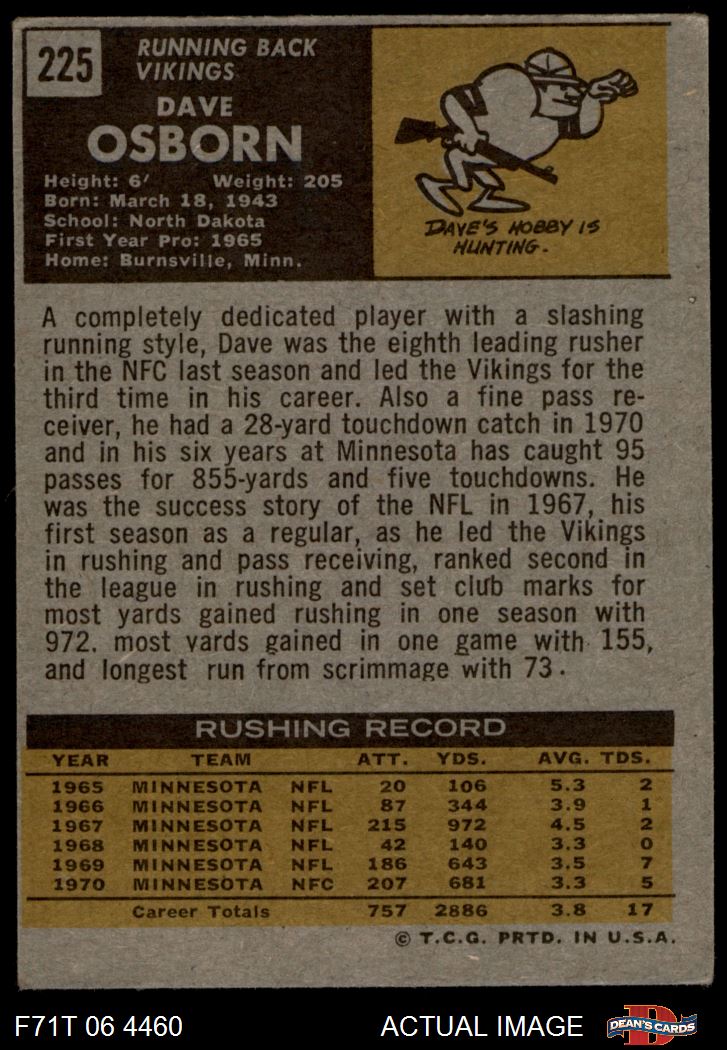 225
RUNNING BACK
VIKINGS
DAVE
OSBORN
Height: 6′ Weight: 205
Born: March 18, 1943
School: North Dakota
First Year Pro: 1965
Home: Burnsville, Minn.
DAVE'S HOBBY IS
HUNTING.
A completely dedicated player with a slashing
running style, Dave was the eighth leading rusher
in the NFC last season and led the Vikings for the
third time in his career. Also a fine pass re-
ceiver, he had a 28-yard touchdown catch in 1970
and in his six years at Minnesota has caught 95
passes for 855-yards and five touchdowns. He
was the success story of the NFL in 1967, his
first season as a regular, as he led the Vikings
in rushing and pass receiving, ranked second in
the league in rushing and set club marks for
most yards gained rushing in one season with
972. most yards gained in one game with 155,
and longest run from scrimmage with 73.
RUSHING RECORD
YEAR TEAM ATT. YDS. AVG. TDS.
1965 MINNESOTA NFL 20 106 5.3 2
1966 MINNESOTA NFL 87 344 3.9 1
1967 MINNESOTA NFL 215 972 4.5 2
1968 MINNESOTA NFL 42 140 3.3 0
1969 MINNESOTA NFL 186 643 3.5 7
1970 MINNESOTA NFC 207 681 3.3 5
Career Totals 757 2886 3.8 17
© T.C.G. PRTD. IN U.S.A.
F71T 06 4460 ACTUAL IMAGE D DEAN'S CARDS